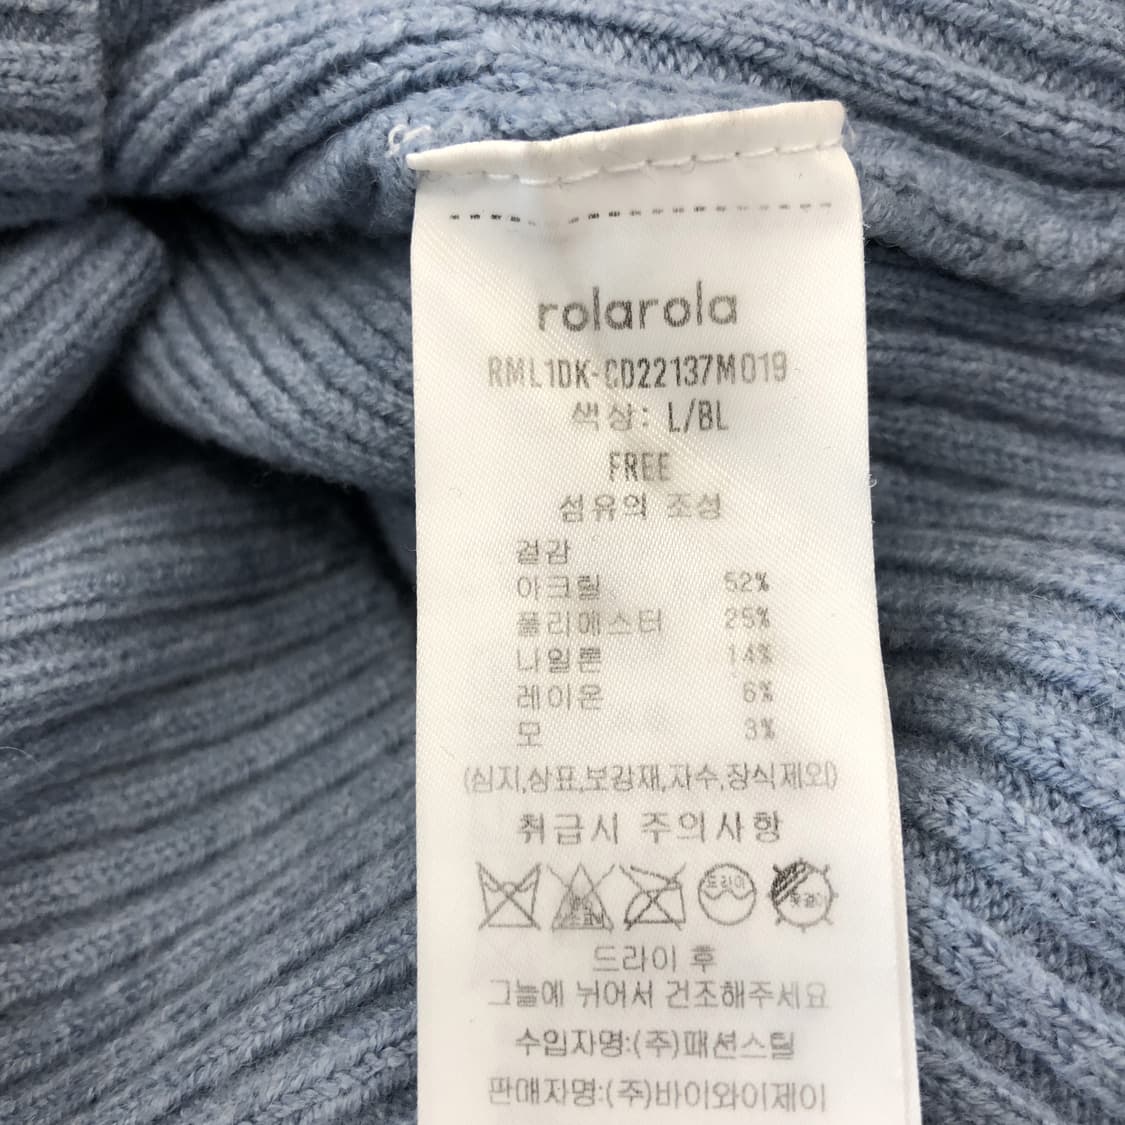 rolarola
RML1DK-CD22137M019
색상: L/BL
FREE
섬유의 조성
겉감
아크릴 52%
폴리에스터 25%
나일론 14%
레이온 6%
모 3%
(심지,상표,보강재,자수,장식제외)
취급시 주의사항
드라이 옷걸이
드라이 후
그늘에 뉘어서 건조해주세요
수입자명:(주)패션스틸
판매자명:(주)바이와이제이